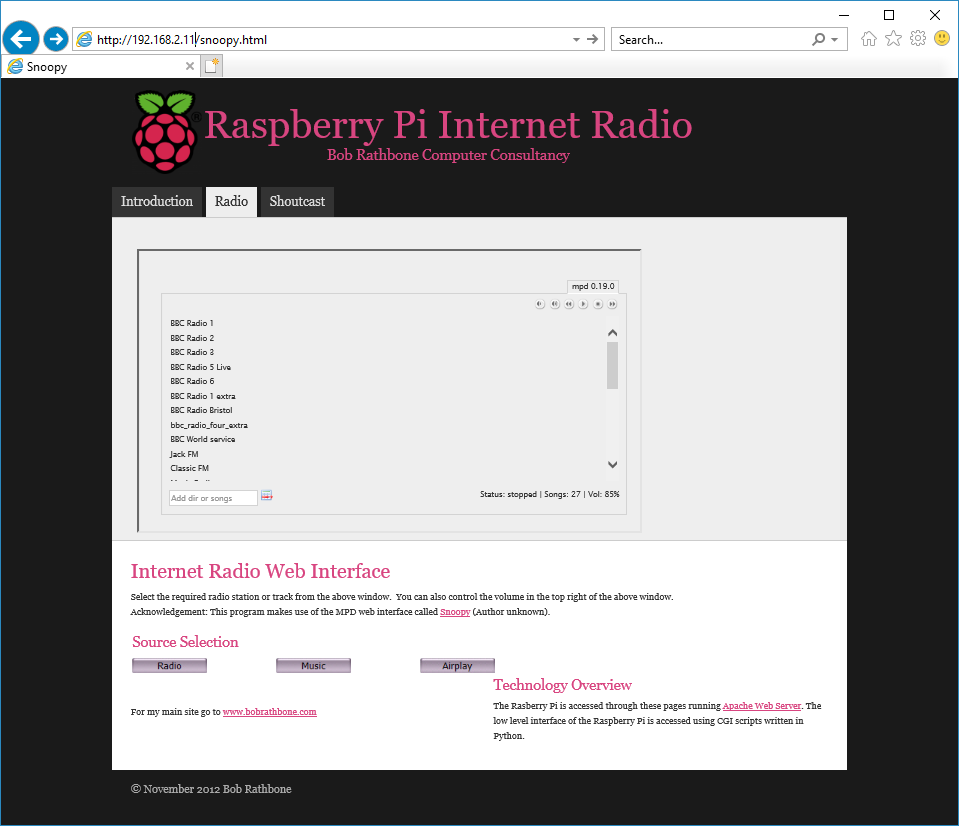 http://192.168.2.11/snoopy.html
Search...
Snoopy
Raspberry Pi Internet Radio
Bob Rathbone Computer Consultancy
Introduction
Radio
Shoutcast
mpd 0.19.0
BBC Radio 1
BBC Radio 2
BBC Radio 3
BBC Radio 5 Live
BBC Radio 6
BBC Radio 1 extra
BBC Radio Bristol
bbc_radio_four_extra
BBC World service
Jack FM
Classic FM
Add dir or songs
Status: stopped | Songs: 27 | Vol: 85%
Internet Radio Web Interface
Select the required radio station or track from the above window. You can also control the volume in the top right of the above window.
Acknowledgement: This program makes use of the MPD web interface called Snoopy (Author unknown).
Source Selection
Radio
Music
Airplay
For my main site go to www.bobrathbone.com
Technology Overview
The Rasberry Pi is accessed through these pages running Apache Web Server. The
low level interface of the Raspberry Pi is accessed using CGI scripts written in
Python.
© November 2012 Bob Rathbone